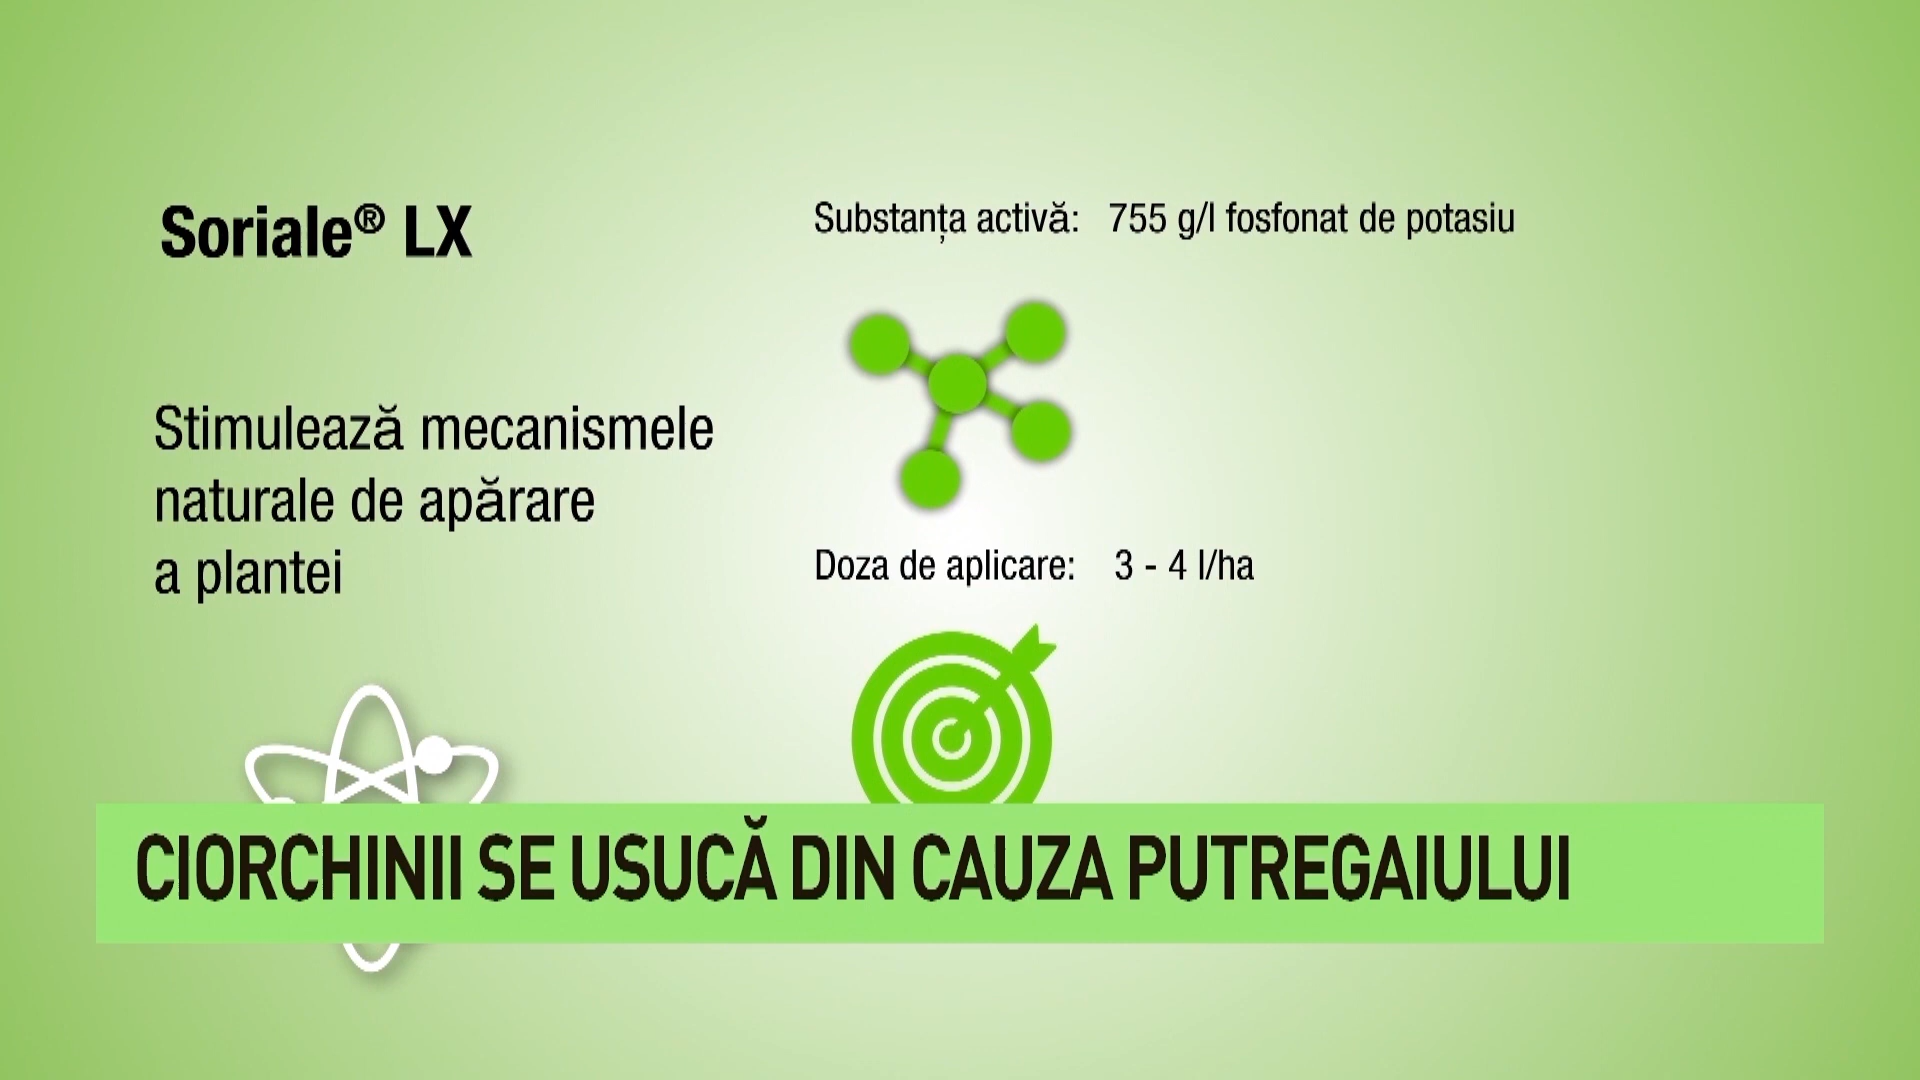 Soriale® LX
Stimulează mecanismele
naturale de apărare
a plantei
Substanța activă: 755 g/l fosfonat de potasiu
Doza de aplicare: 3 - 4 l/ha
CIORCHINII SE USUCĂ DIN CAUZA PUTREGAIULUI